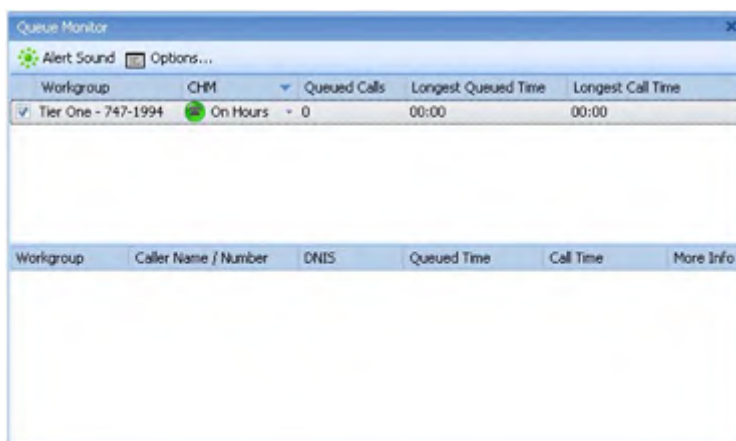 Queue Monitor
Alert Sound Options...
Workgroup CHM Queued Calls Longest Queued Time Longest Call Time
Tier One - 747-1994 On Hours 0 00:00 00:00
Workgroup Caller Name / Number DNIS Queued Time Call Time More Info